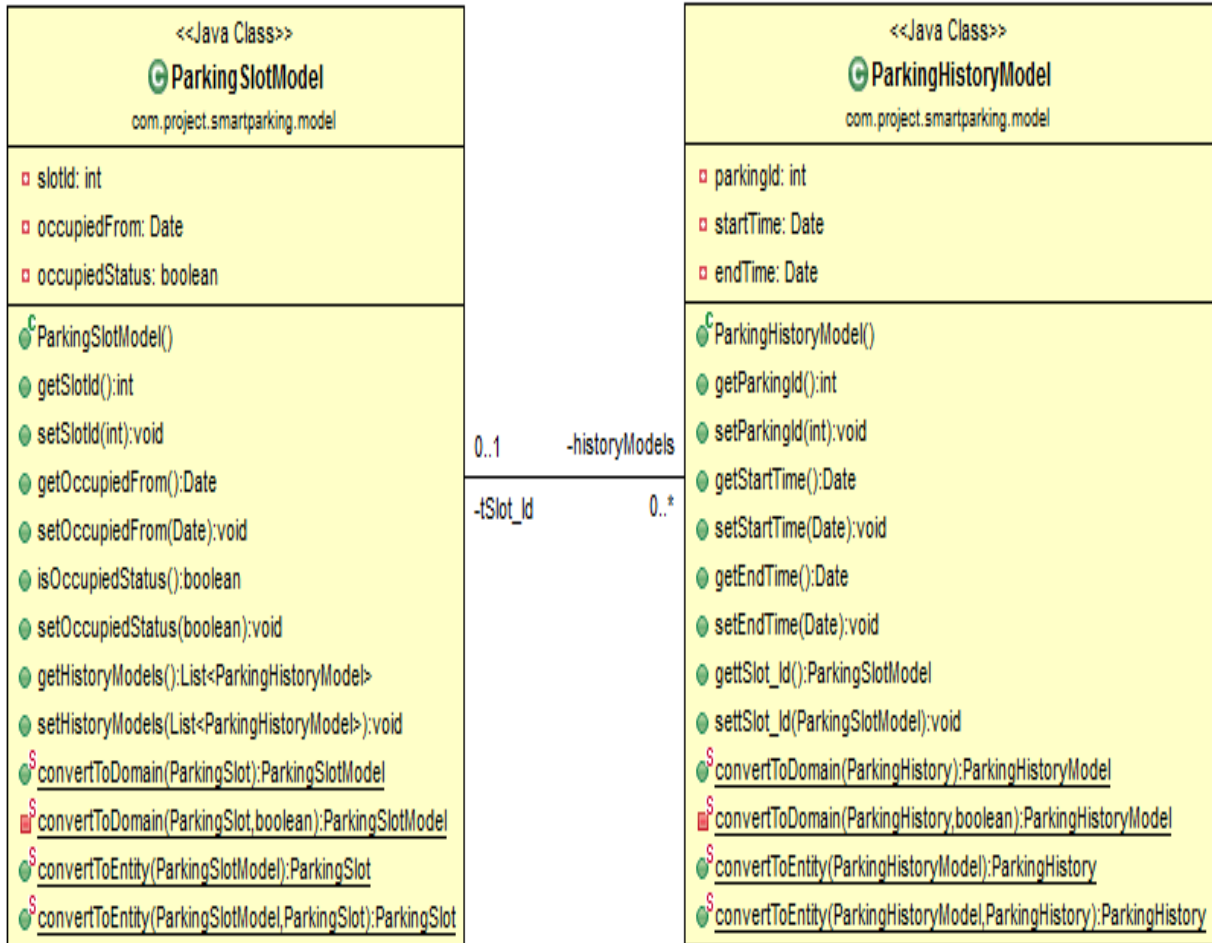 <<Java Class>>
ParkingSlotModel
com.project.smartparking.model
slotId: int
occupiedFrom: Date
occupiedStatus: boolean
ParkingSlotModel()
getSlotId():int
setSlotId(int):void
getOccupiedFrom():Date
setOccupiedFrom(Date):void
isOccupiedStatus():boolean
setOccupiedStatus(boolean):void
getHistoryModels():List<ParkingHistoryModel>
setHistoryModels(List<ParkingHistoryModel>):void
convertToDomain(ParkingSlot):ParkingSlotModel
convertToDomain(ParkingSlot,boolean):ParkingSlotModel
convertToEntity(ParkingSlotModel):ParkingSlot
convertToEntity(ParkingSlotModel,ParkingSlot):ParkingSlot
0..1 -historyModels
-tSlot_Id 0..*
<<Java Class>>
ParkingHistoryModel
com.project.smartparking.model
parkingId: int
startTime: Date
endTime: Date
ParkingHistoryModel()
getParkingId():int
setParkingId(int):void
getStartTime():Date
setStartTime(Date):void
getEndTime():Date
setEndTime(Date):void
gettSlot_Id():ParkingSlotModel
settSlot_Id(ParkingSlotModel):void
convertToDomain(ParkingHistory):ParkingHistoryModel
convertToDomain(ParkingHistory,boolean):ParkingHistoryModel
convertToEntity(ParkingHistoryModel):ParkingHistory
convertToEntity(ParkingHistoryModel,ParkingHistory):ParkingHistory